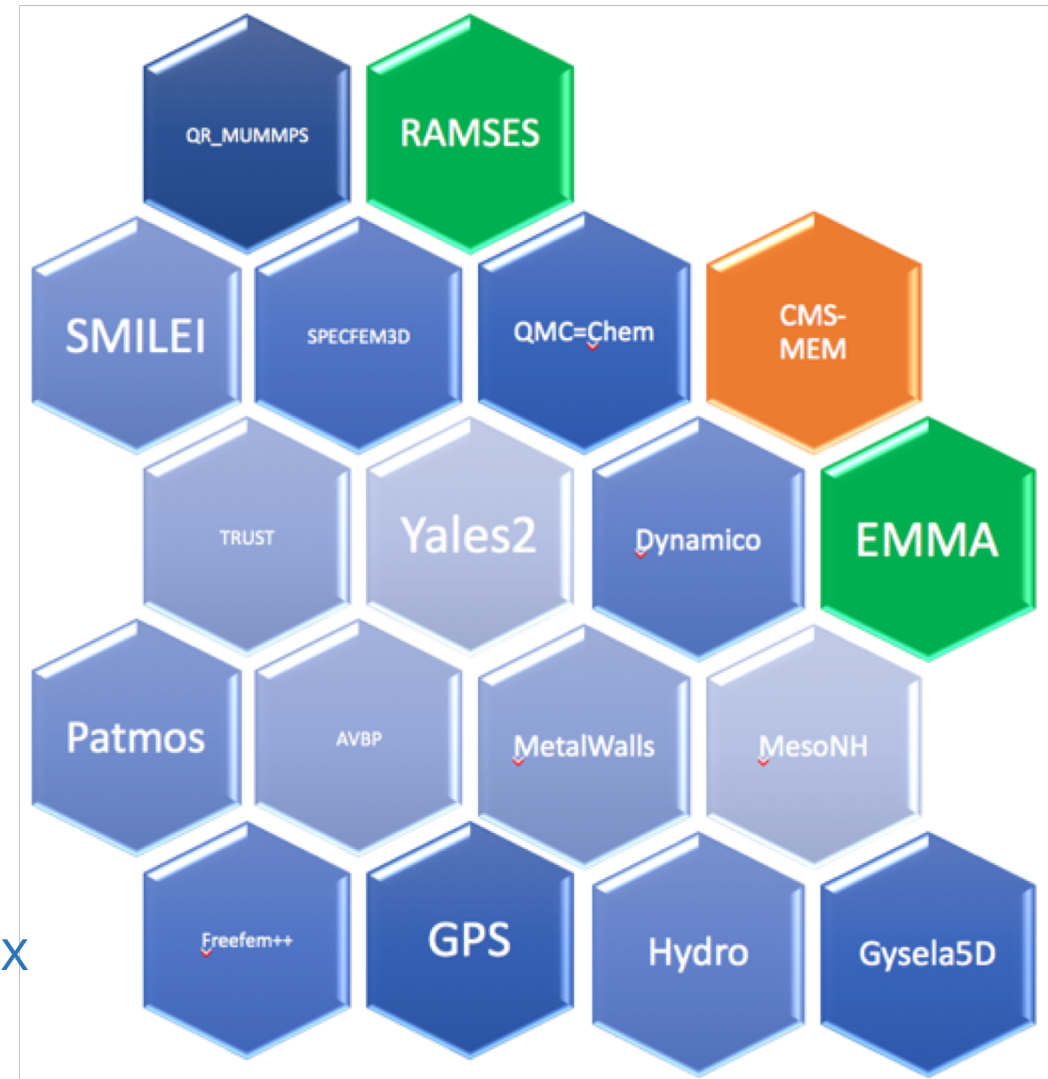 QR_MUMMPS
RAMSES
SMILEI
SPECFEM3D
QMC=Chem
CMS-
MEM
TRUST
Yales2
Dynamico
EMMA
Patmos
AVBP
MetalWalls
MesoNH
Freefem++
GPS
Hydro
Gysela5D
X